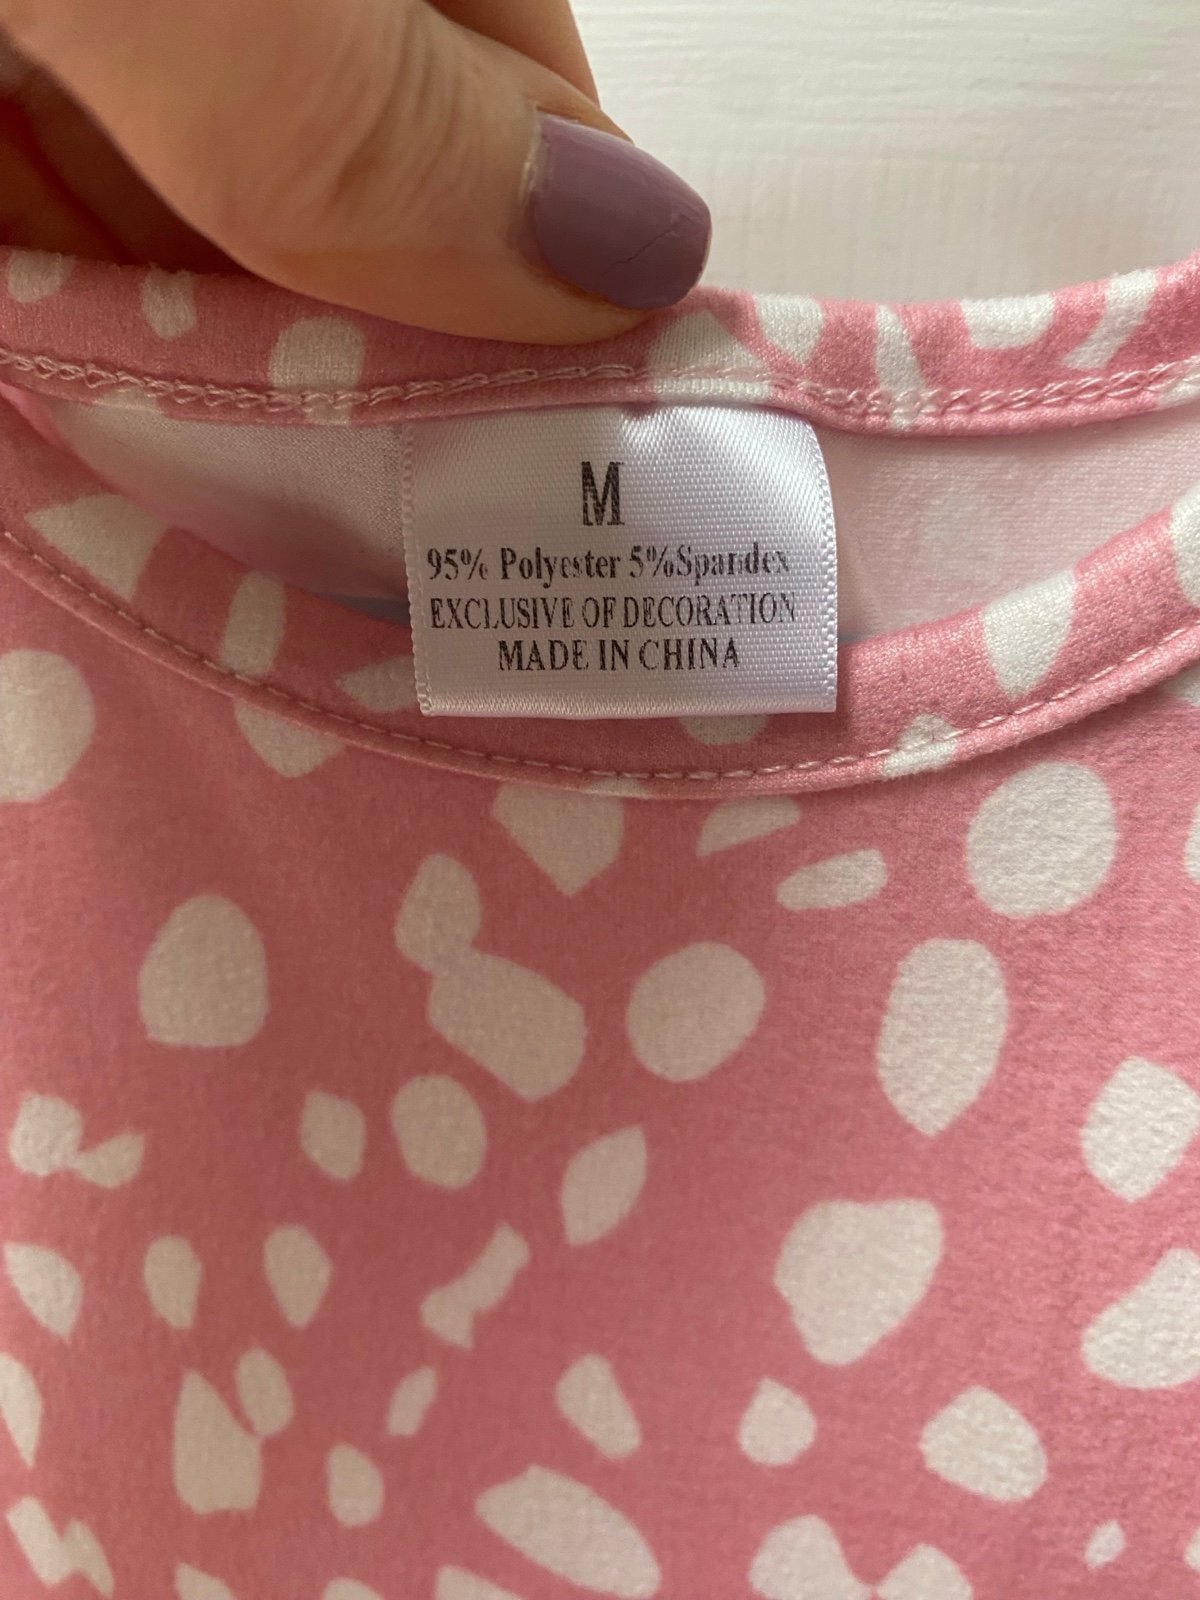 M
95% Polyester 5%Spandex
EXCLUSIVE OF DECORATION
MADE IN CHINA